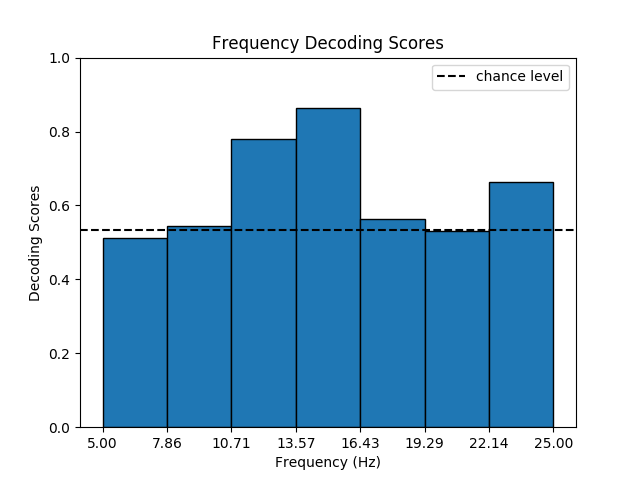 Frequency Decoding Scores
chance level
1.0
0.8
0.6
0.4
0.2
0.0
Decoding Scores
5.00 7.86 10.71 13.57 16.43 19.29 22.14 25.00
Frequency (Hz)